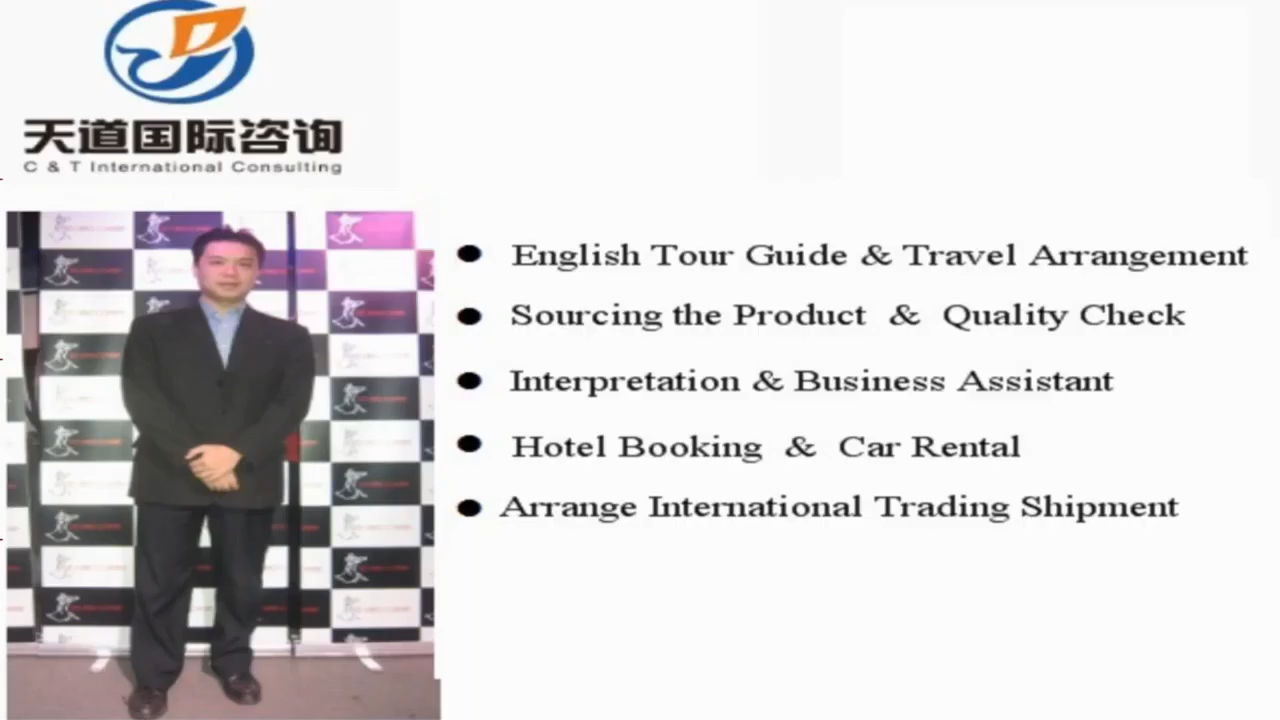 天道国际咨询
C & T International Consulting
English Tour Guide & Travel Arrangement
Sourcing the Product & Quality Check
Interpretation & Business Assistant
Hotel Booking & Car Rental
Arrange International Trading Shipment